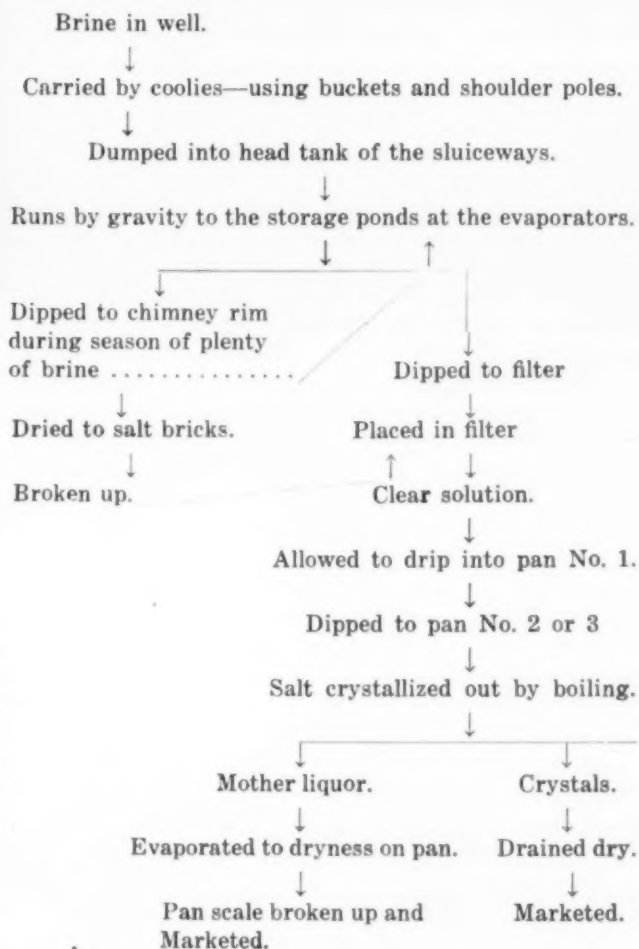 Brine in well.
Carried by coolies—using buckets and shoulder poles.
Dumped into head tank of the sluiceways.
Runs by gravity to the storage ponds at the evaporators.
Dipped to chimney rim
during season of plenty
of brine ...............
Dipped to filter
Dried to salt bricks.
Placed in filter
Broken up.
Clear solution.
Allowed to drip into pan No. 1.
Dipped to pan No. 2 or 3
Salt crystallized out by boiling.
Mother liquor.
Crystals.
Evaporated to dryness on pan.
Drained dry.
Pan scale broken up and
Marketed.
Marketed.